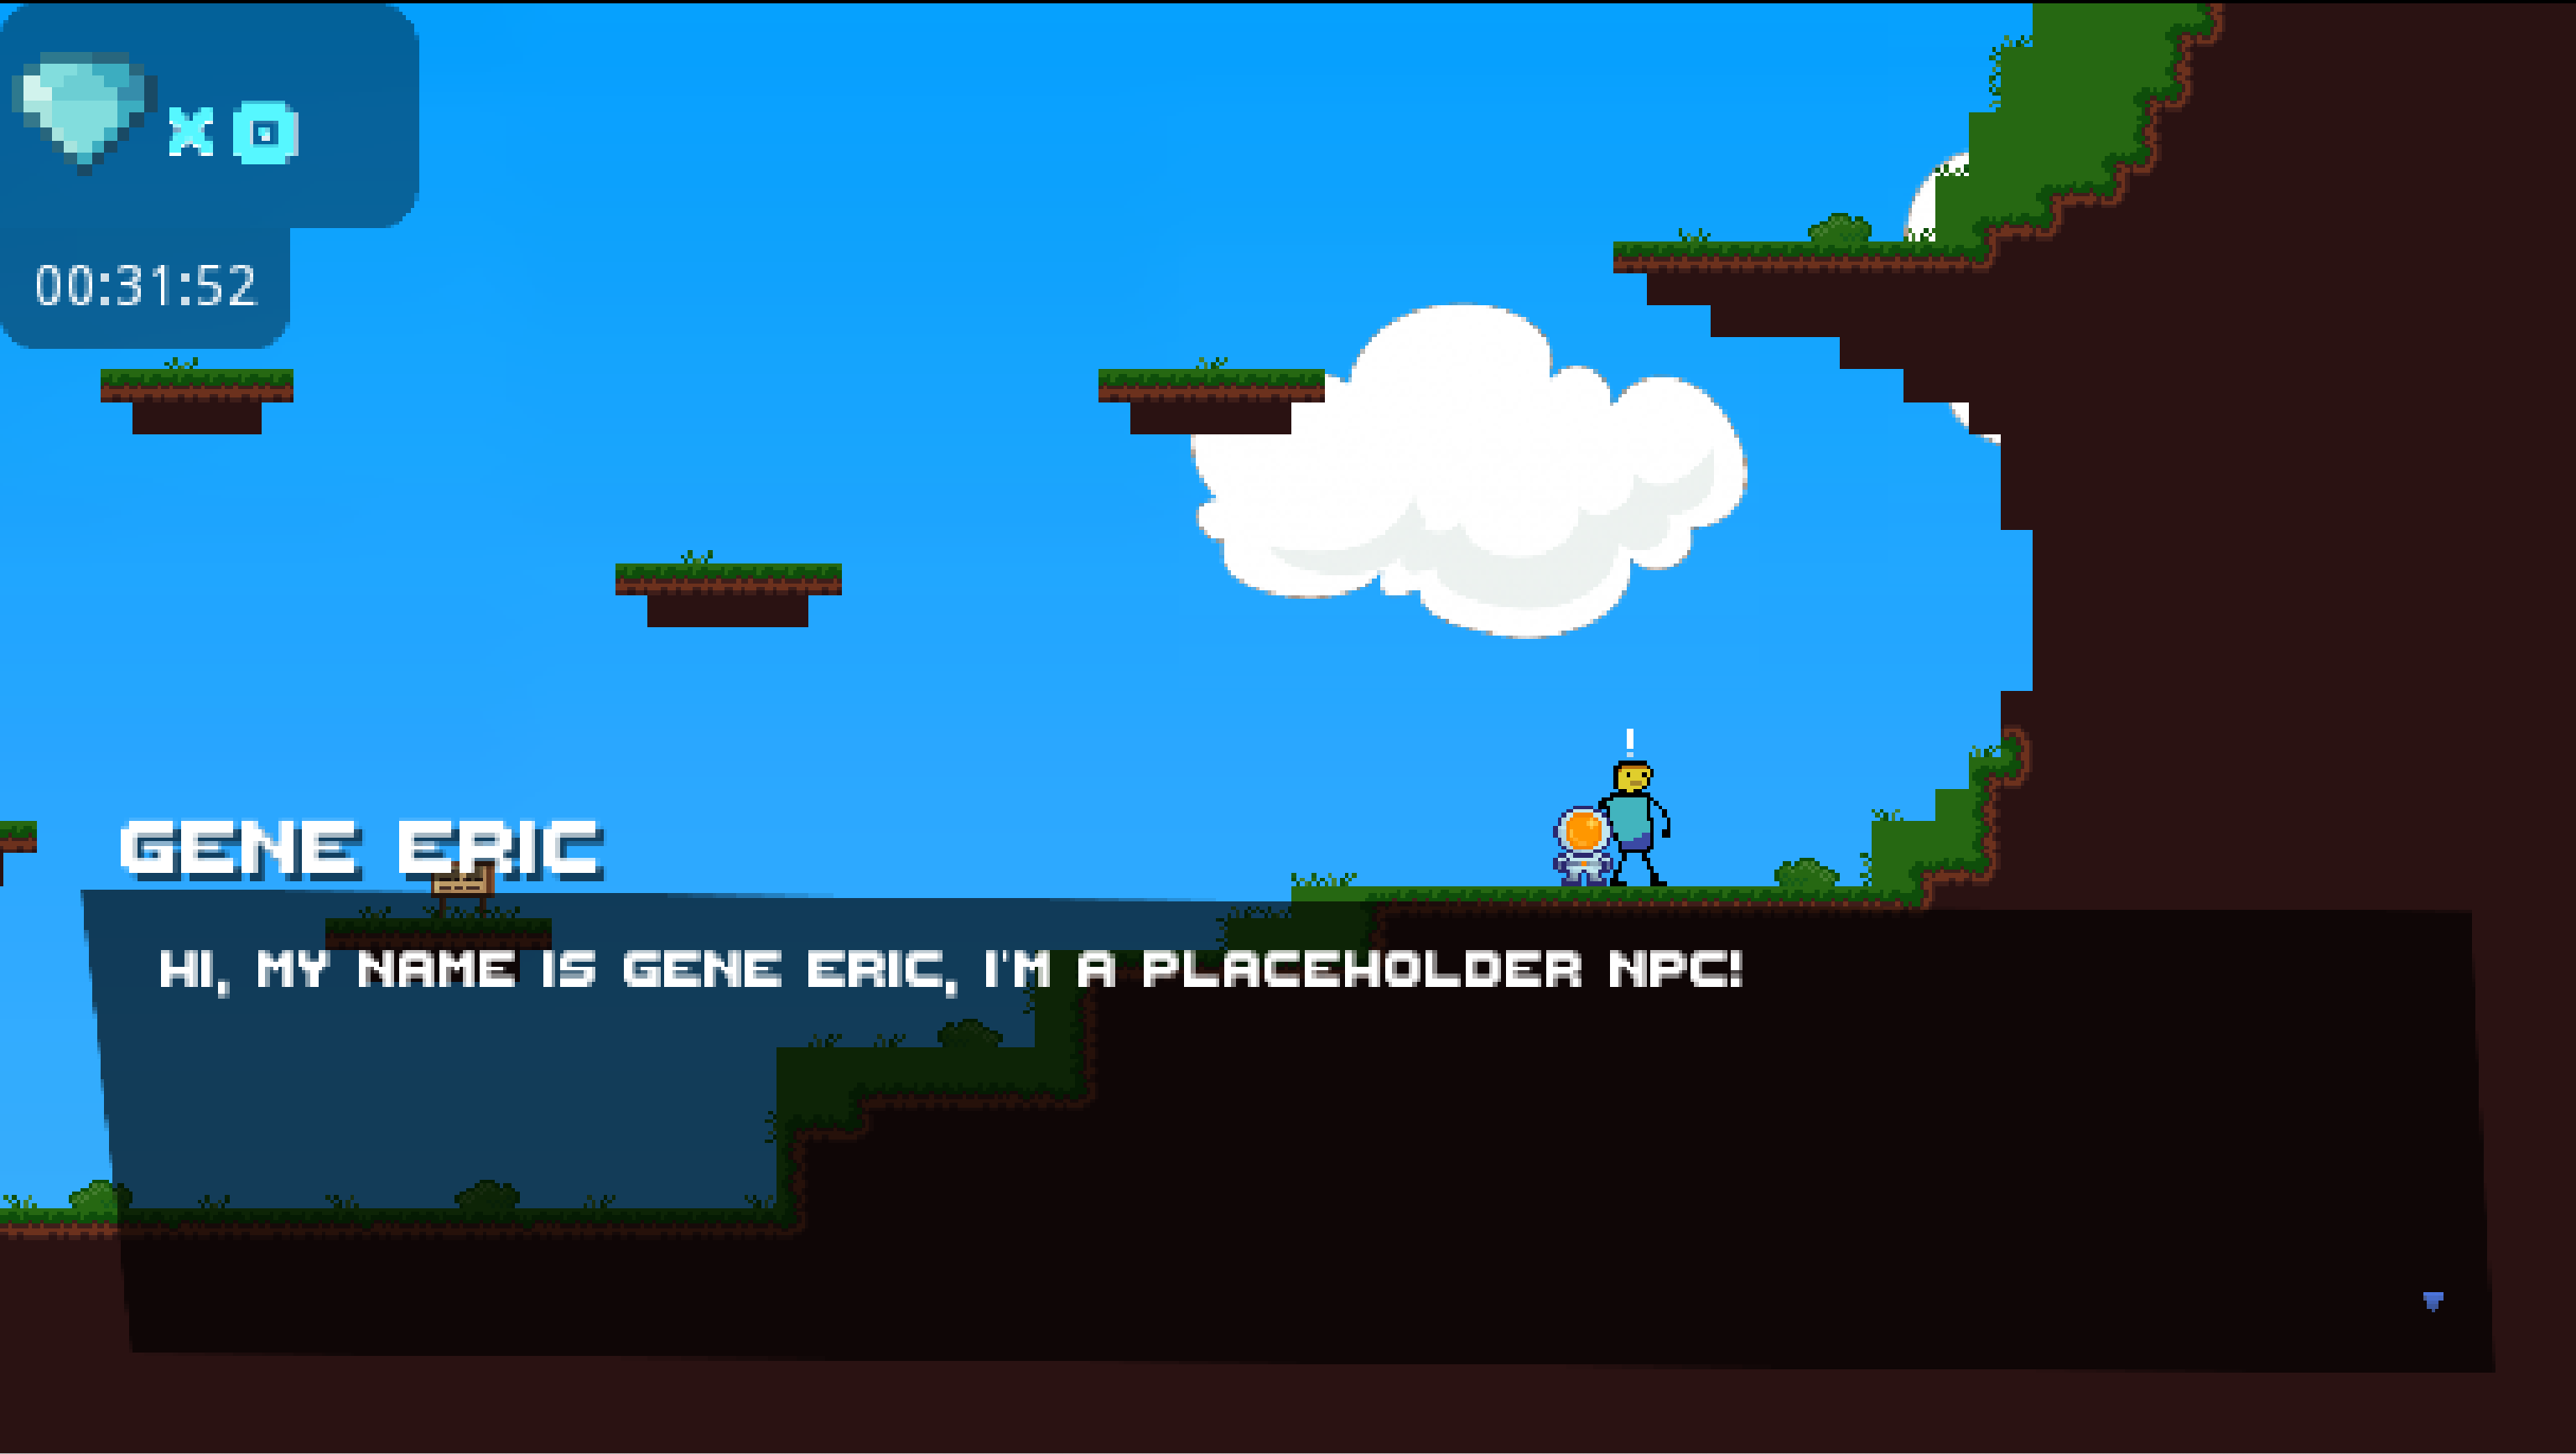 x 0
00:31:52
!
GENE ERIC
HI, MY NAME IS GENE ERIC, I'M A PLACEHOLDER NPC!